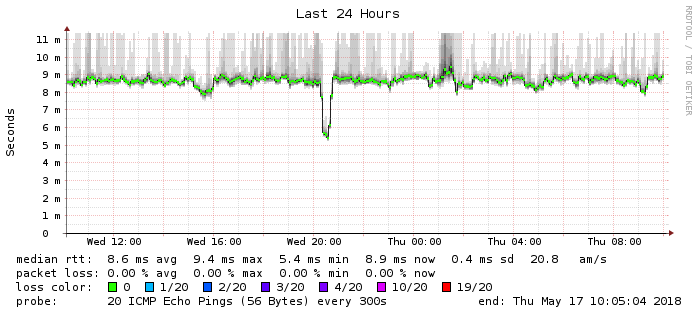 Last 24 Hours
RRDTOOL / TOBI OETIKER
Seconds
11 m
10 m
9 m
8 m
7 m
6 m
5 m
4 m
3 m
2 m
1 m
0
Wed 12:00 Wed 16:00 Wed 20:00 Thu 00:00 Thu 04:00 Thu 08:00
median rtt: 8.6 ms avg 9.4 ms max 5.4 ms min 8.9 ms now 0.4 ms sd 20.8 am/s
packet loss: 0.00 % avg 0.00 % max 0.00 % min 0.00 % now
loss color: 0 1/20 2/20 3/20 4/20 10/20 19/20
probe: 20 ICMP Echo Pings (56 Bytes) every 300s end: Thu May 17 10:05:04 2018